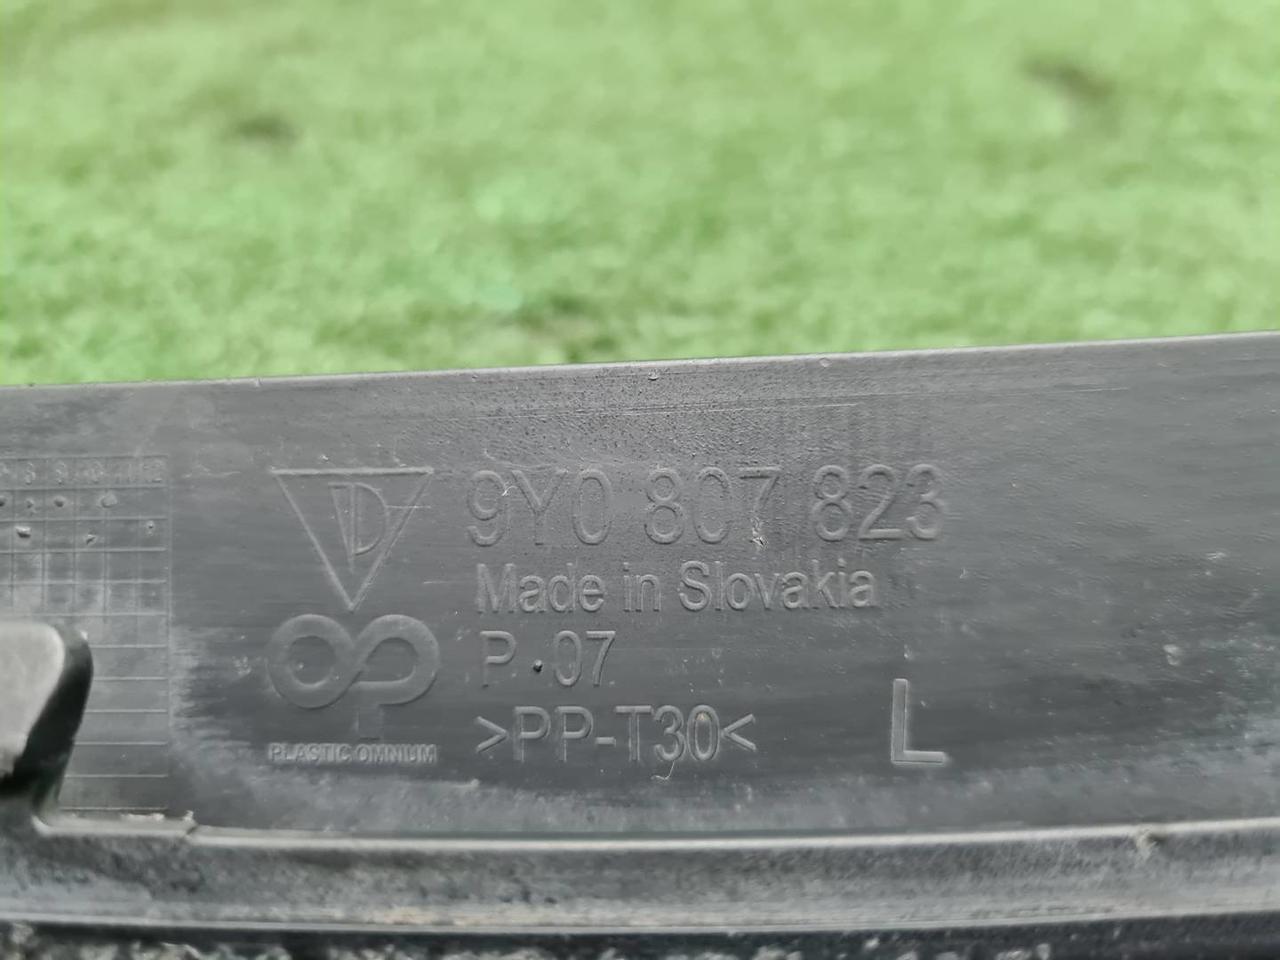 9Y0 807 823
Made in Slovakia
P · 07
>PP-T30<
L
PLASTIC OMNIUM